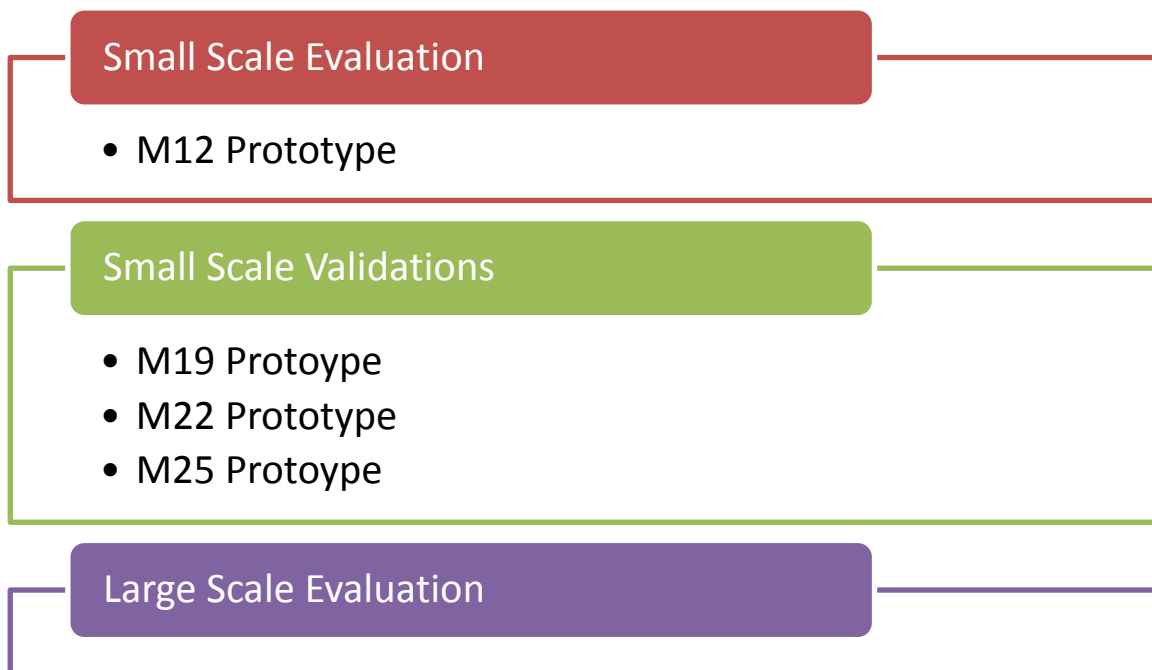 Small Scale Evaluation
• M12 Prototype
Small Scale Validations
• M19 Protoype
• M22 Prototype
• M25 Protoype
Large Scale Evaluation